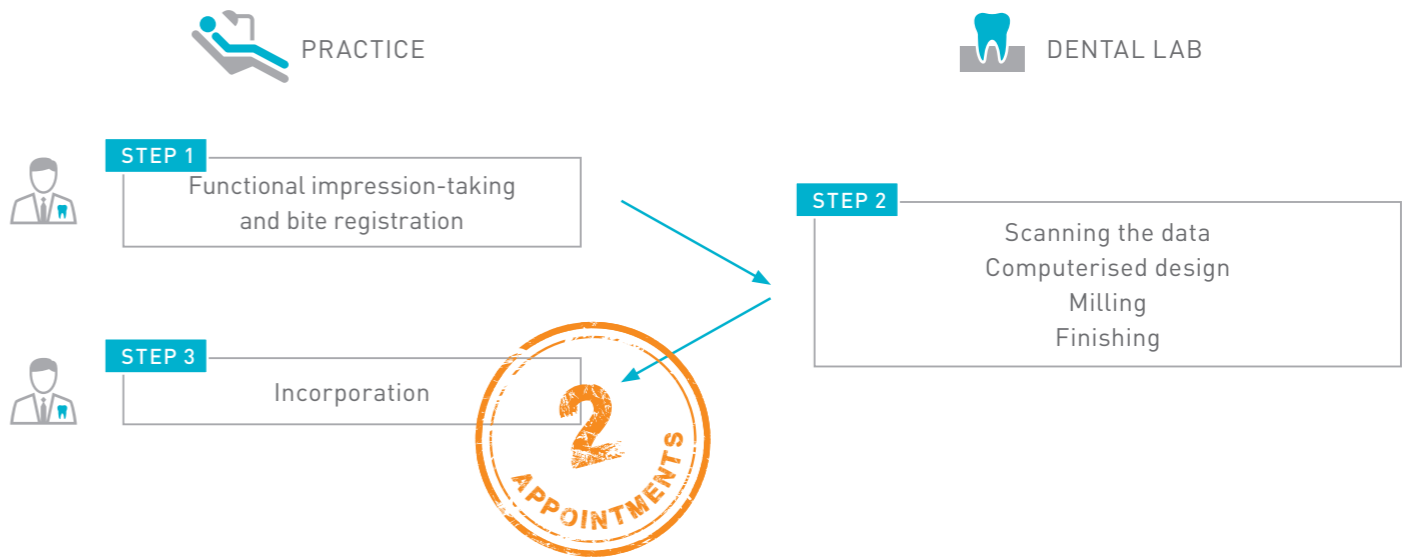 PRACTICE
DENTAL LAB
STEP 1
Functional impression-taking
and bite registration
STEP 2
Scanning the data
Computerised design
Milling
Finishing
STEP 3
Incorporation
2
APPOINTMENTS